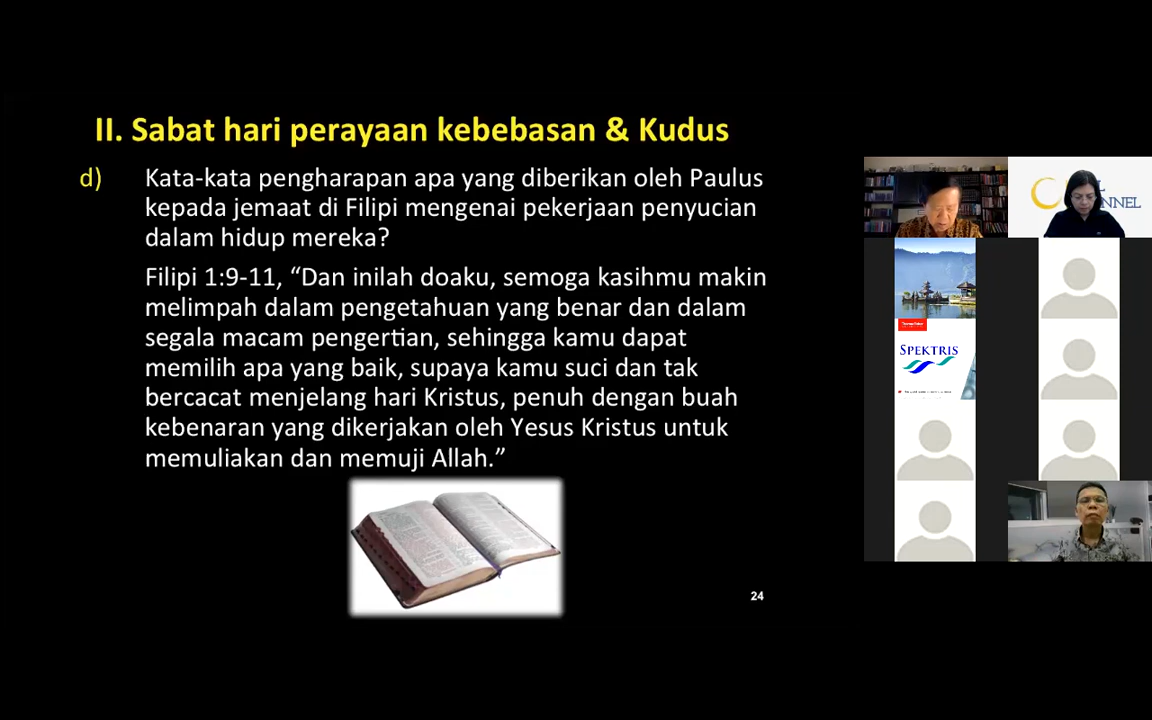 II. Sabat hari perayaan kebebasan & Kudus
d) Kata-kata pengharapan apa yang diberikan oleh Paulus
kepada jemaat di Filipi mengenai pekerjaan penyucian
dalam hidup mereka?
Filipi 1:9-11, “Dan inilah doaku, semoga kasihmu makin
melimpah dalam pengetahuan yang benar dan dalam
segala macam pengertian, sehingga kamu dapat
memilih apa yang baik, supaya kamu suci dan tak
bercacat menjelang hari Kristus, penuh dengan buah
kebenaran yang dikerjakan oleh Yesus Kristus untuk
memuliakan dan memuji Allah.”
24
SPEKTRIS